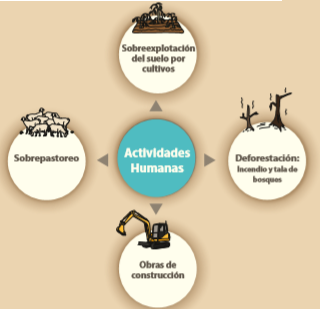 Sobreexplotación
del suelo por
cultivos
Sobrepastoreo
Actividades
Humanas
Deforestación:
Incendio y tala de
bosques
Obras de
construcción